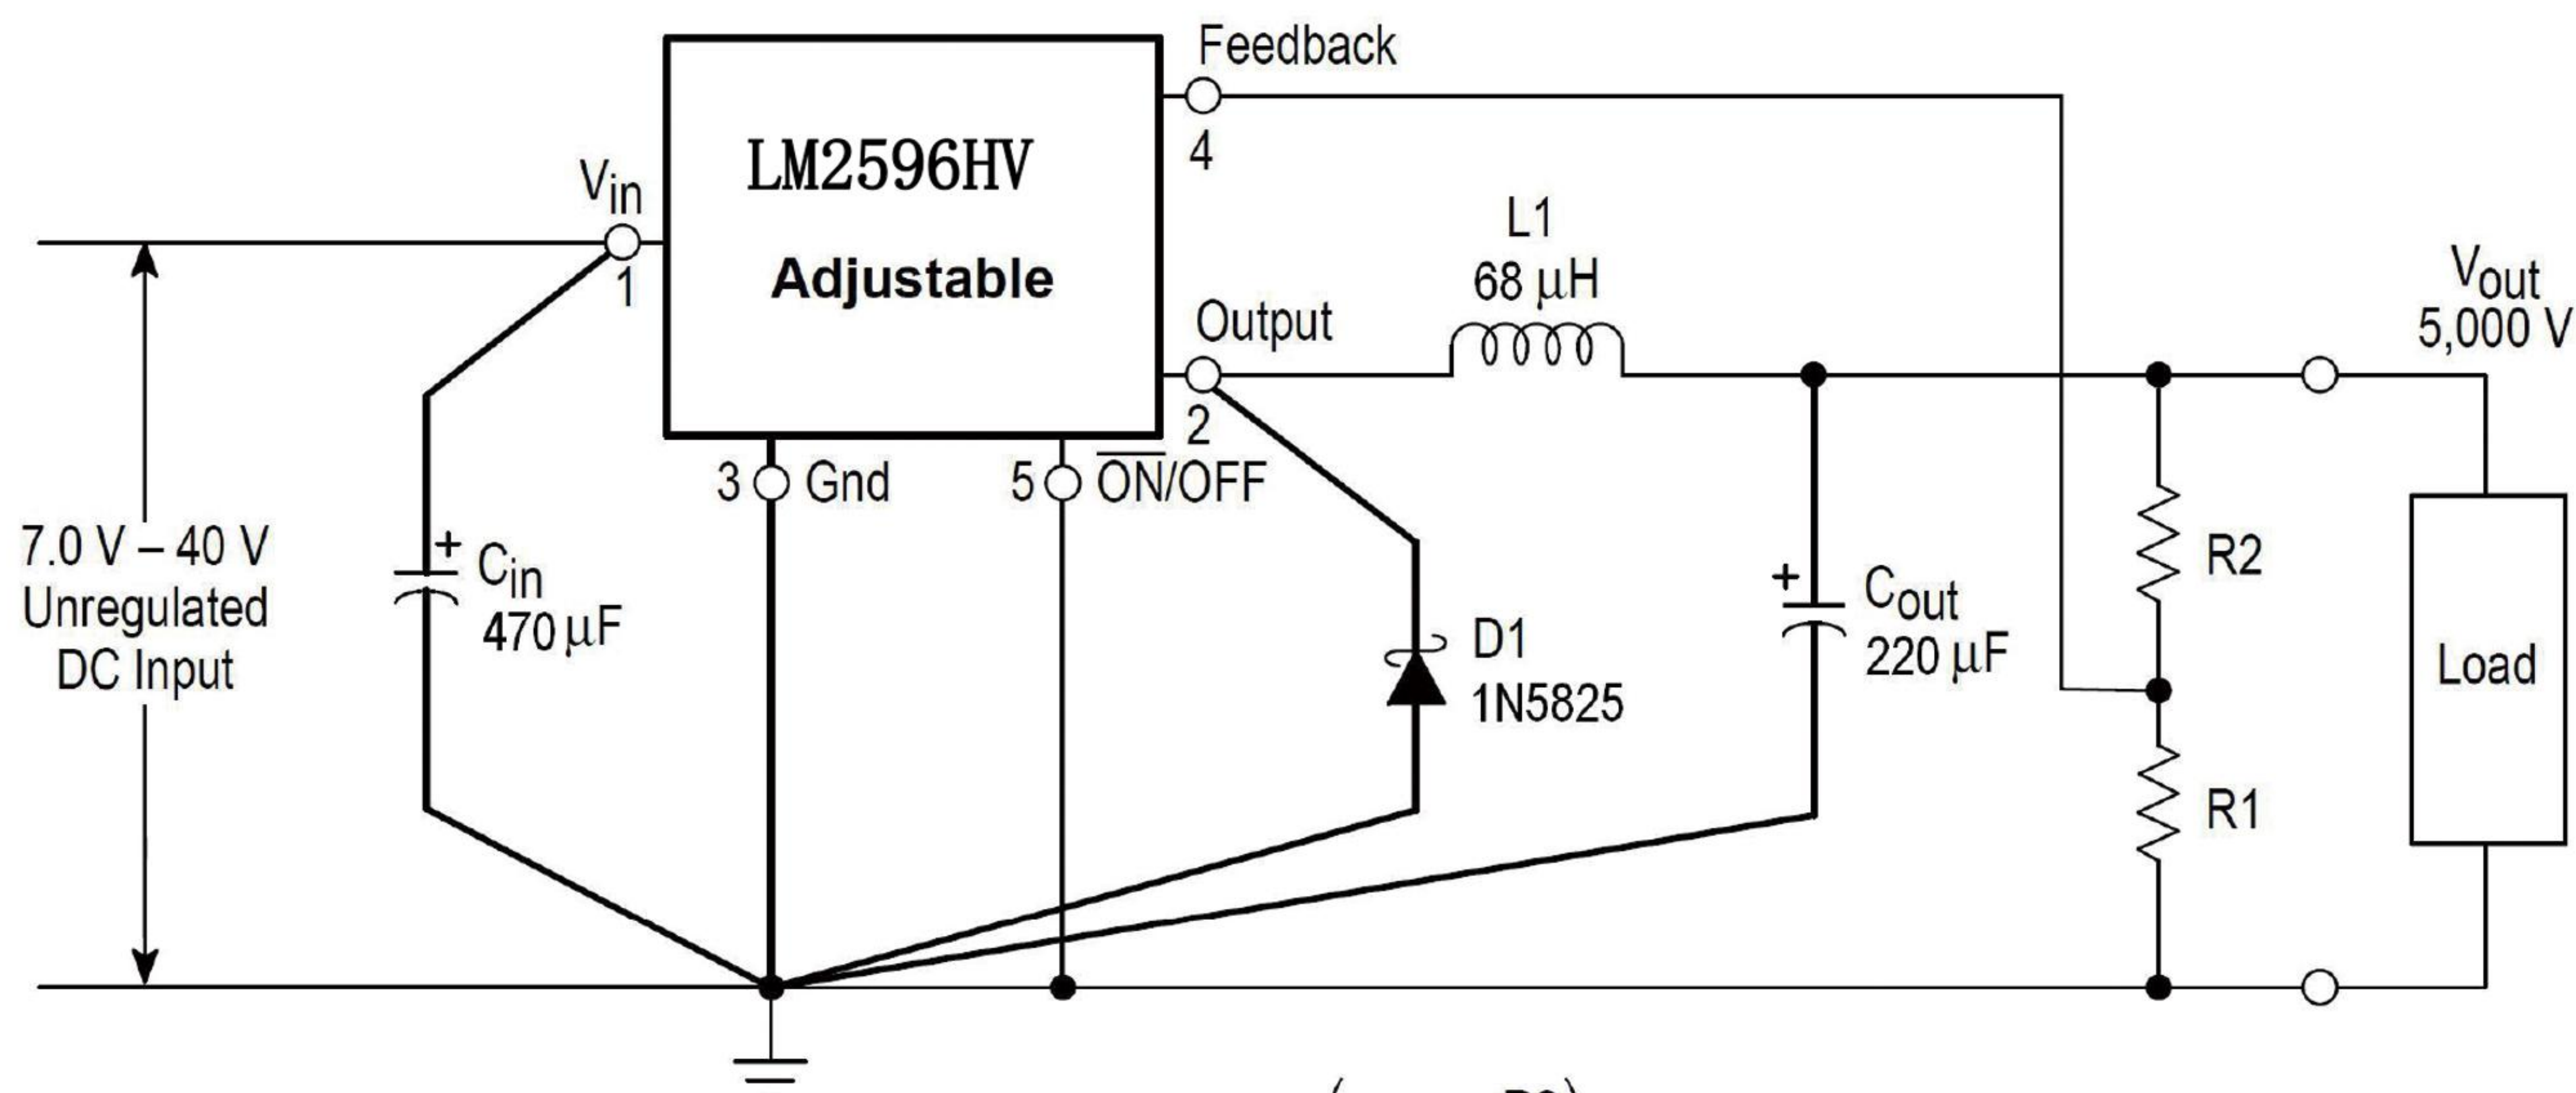 Feedback
4
LM2596HV
Adjustable
Vin
1
L1
68 µH
Output
2
Vout
5,000 V
3 Gnd
5 ON/OFF
7.0 V – 40 V
Unregulated
DC Input
+
Cin
470 µF
D1
1N5825
+
Cout
220 µF
R2
Load
R1